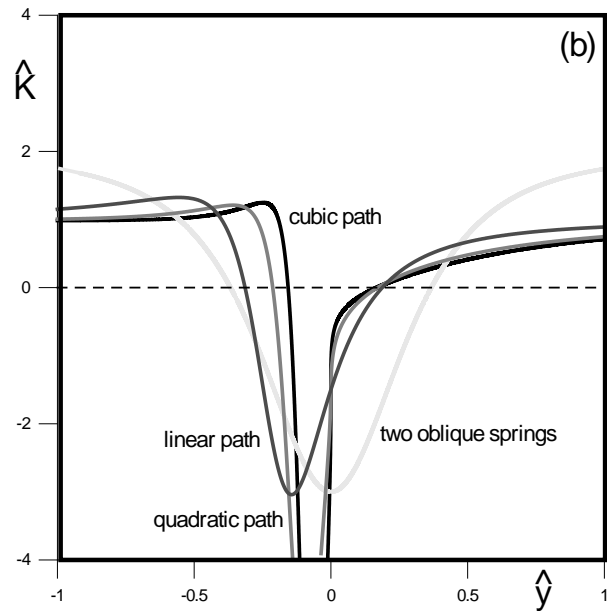 4
(b)
K̂
2
cubic path
0
-2
linear path
two oblique springs
quadratic path
-4
-1
-0.5
0
ŷ
0.5
1